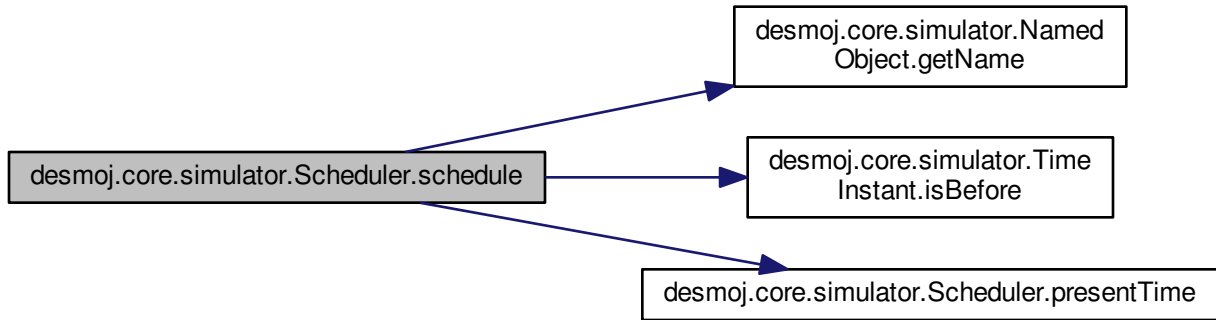 desmoj.core.simulator.Named
Object.getName
desmoj.core.simulator.Scheduler.schedule
desmoj.core.simulator.Time
Instant.isBefore
desmoj.core.simulator.Scheduler.presentTime